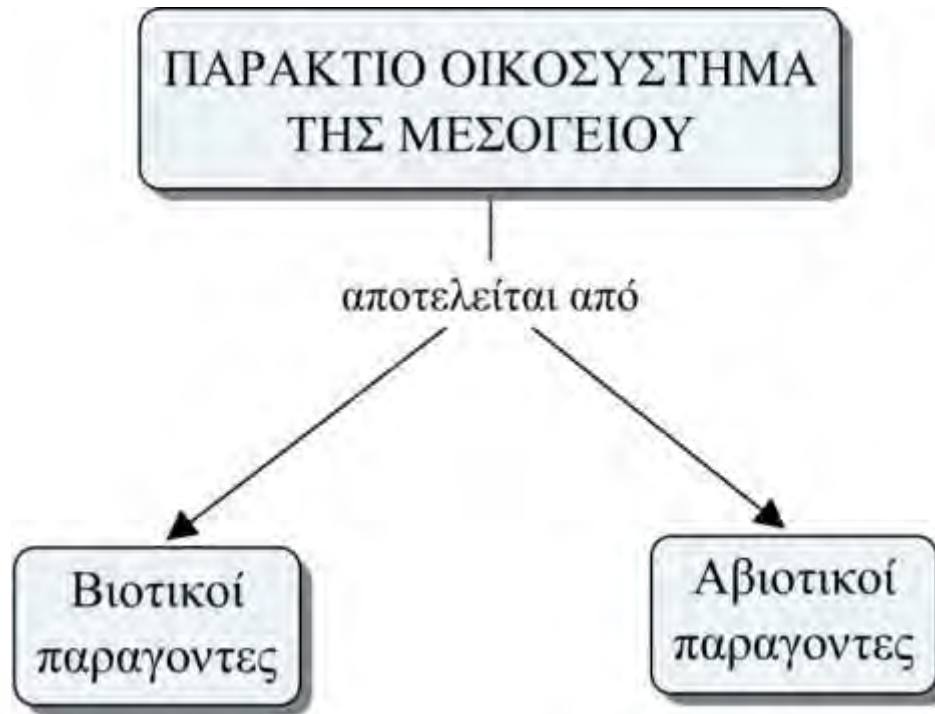 ΠΑΡΑΚΤΙΟ ΟΙΚΟΣΥΣΤΗΜΑ
ΤΗΣ ΜΕΣΟΓΕΙΟΥ
αποτελείται από
Βιοτικοί
παραγοντες
Αβιοτικοί
παραγοντες